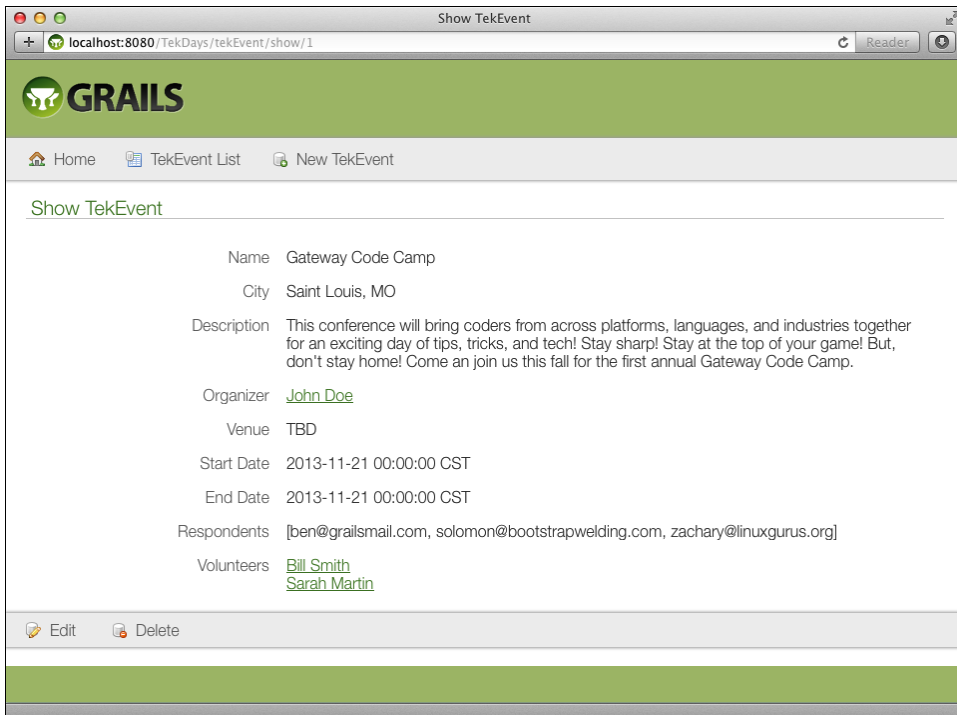 Show TekEvent
+ localhost:8080/TekDays/tekEvent/show/1 Reader
GRAILS
Home TekEvent List New TekEvent
Show TekEvent
Name Gateway Code Camp
City Saint Louis, MO
Description This conference will bring coders from across platforms, languages, and industries together
for an exciting day of tips, tricks, and tech! Stay sharp! Stay at the top of your game! But,
don't stay home! Come an join us this fall for the first annual Gateway Code Camp.
Organizer John Doe
Venue TBD
Start Date 2013-11-21 00:00:00 CST
End Date 2013-11-21 00:00:00 CST
Respondents [ben@grailsmail.com, solomon@bootstrapwelding.com, zachary@linuxgurus.org]
Volunteers Bill Smith
Sarah Martin
Edit Delete